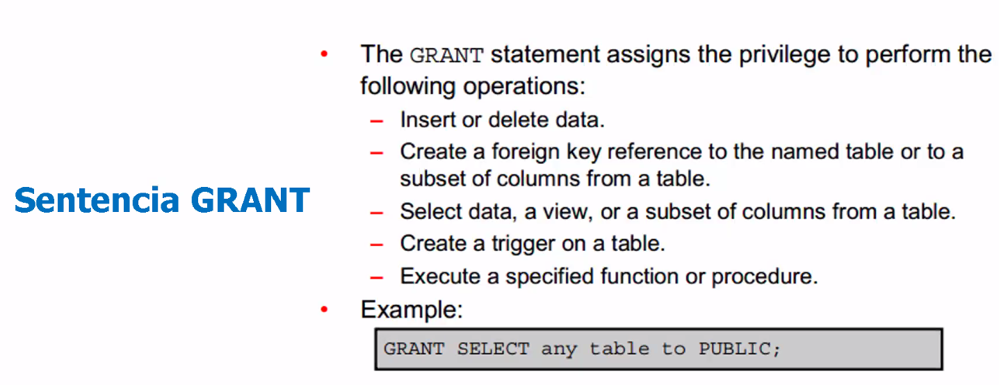 Sentencia GRANT
• The GRANT statement assigns the privilege to perform the
following operations:
– Insert or delete data.
– Create a foreign key reference to the named table or to a
subset of columns from a table.
– Select data, a view, or a subset of columns from a table.
– Create a trigger on a table.
– Execute a specified function or procedure.
• Example:
GRANT SELECT any table to PUBLIC;